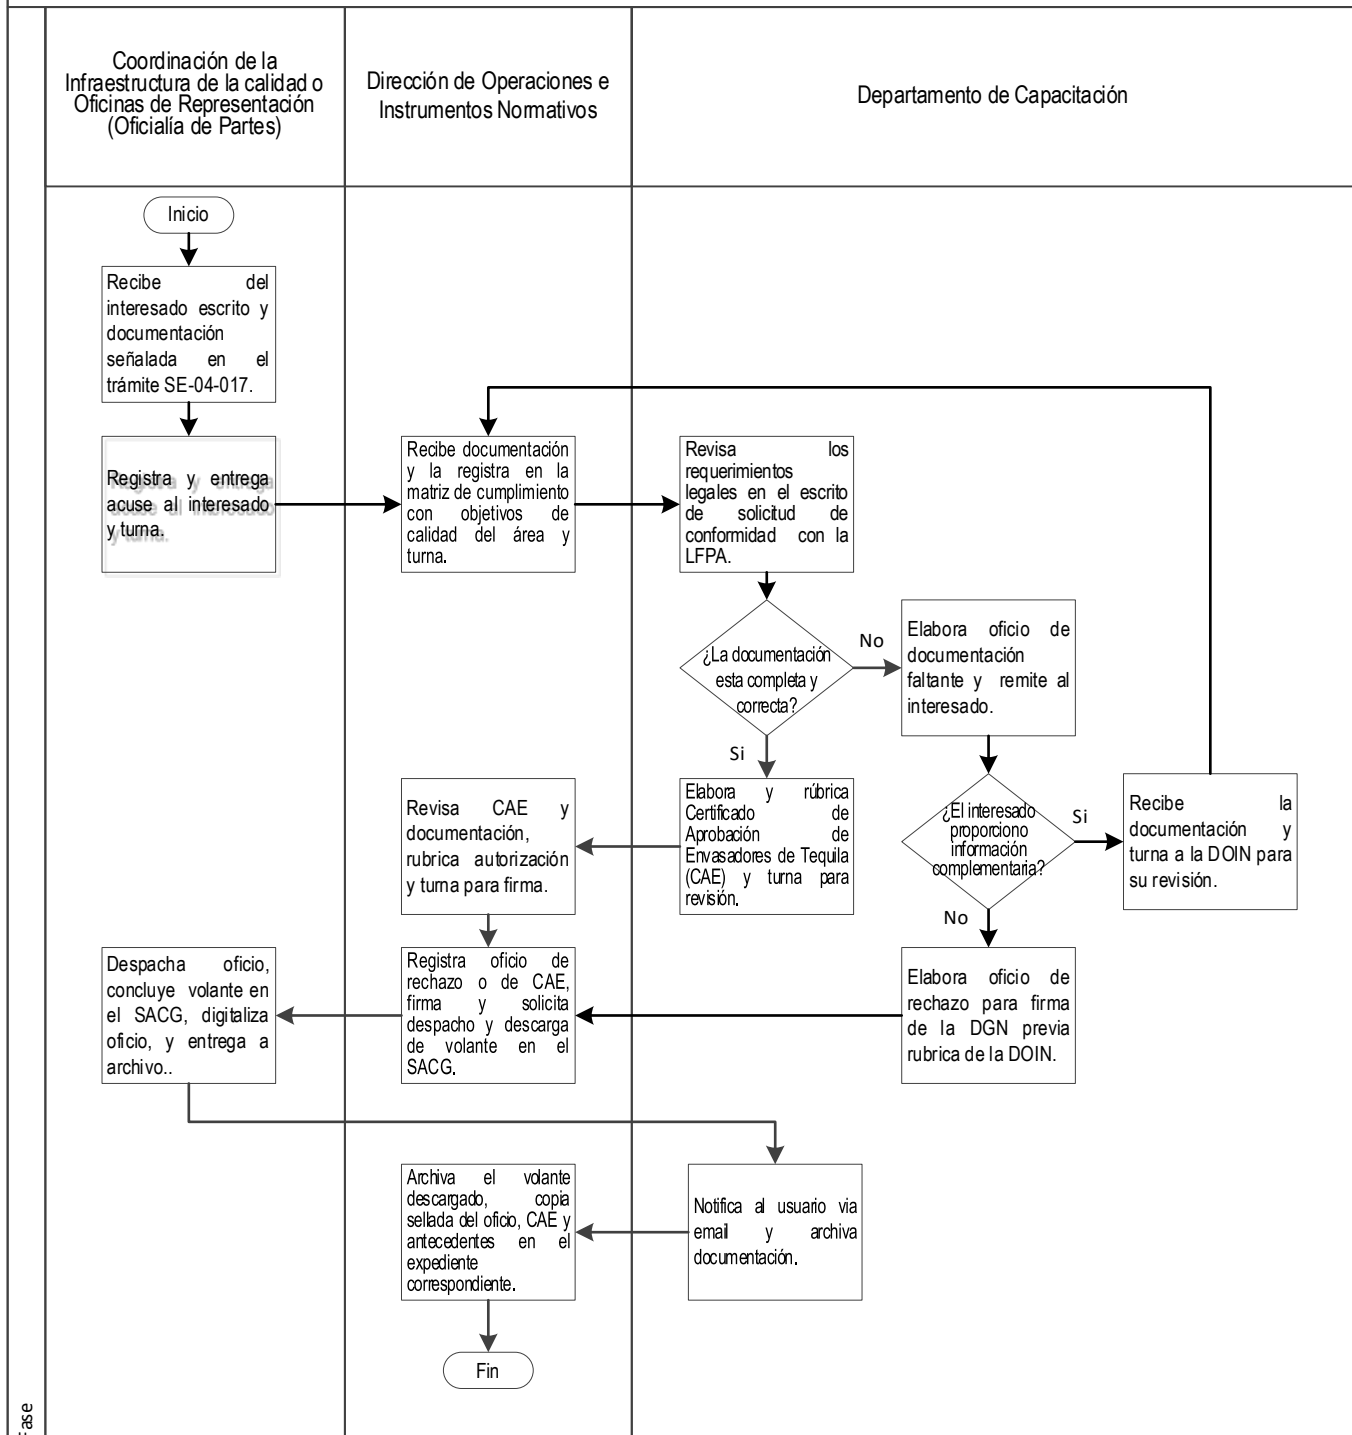 Coordinación de la
Infraestructura de la calidad o
Oficinas de Representación
(Oficialía de Partes)
Dirección de Operaciones e
Instrumentos Normativos
Departamento de Capacitación
Inicio
Recibe del
interesado escrito y
documentación
señalada en el
trámite SE-04-017.
Registra y entrega
acuse al interesado
y turna.
Recibe documentación
y la registra en la
matriz de cumplimiento
con objetivos de
calidad del área y
turna.
Revisa los
requerimientos
legales en el escrito
de solicitud de
conformidad con la
LFPA.
¿La documentación
esta completa y
correcta?
No
Elabora oficio de
documentación
faltante y remite al
interesado.
Si
Elabora y rúbrica
Certificado de
Aprobación de
Envasadores de Tequila
(CAE) y turna para
revisión.
Revisa CAE y
documentación,
rubrica autorización
y turna para firma.
¿El interesado
proporciono
información
complementaria?
Si
Recibe la
documentación y
turna a la DOIN para
su revisión.
No
Elabora oficio de
rechazo para firma
de la DGN previa
rubrica de la DOIN.
Registra oficio de
rechazo o de CAE,
firma y solicita
despacho y descarga
de volante en el
SACG.
Despacha oficio,
concluye volante en
el SACG, digitaliza
oficio, y entrega a
archivo..
Notifica al usuario via
email y archiva
documentación.
Archiva el volante
descargado, copia
sellada del oficio, CAE y
antecedentes en el
expediente
correspondiente.
Fin
Fase